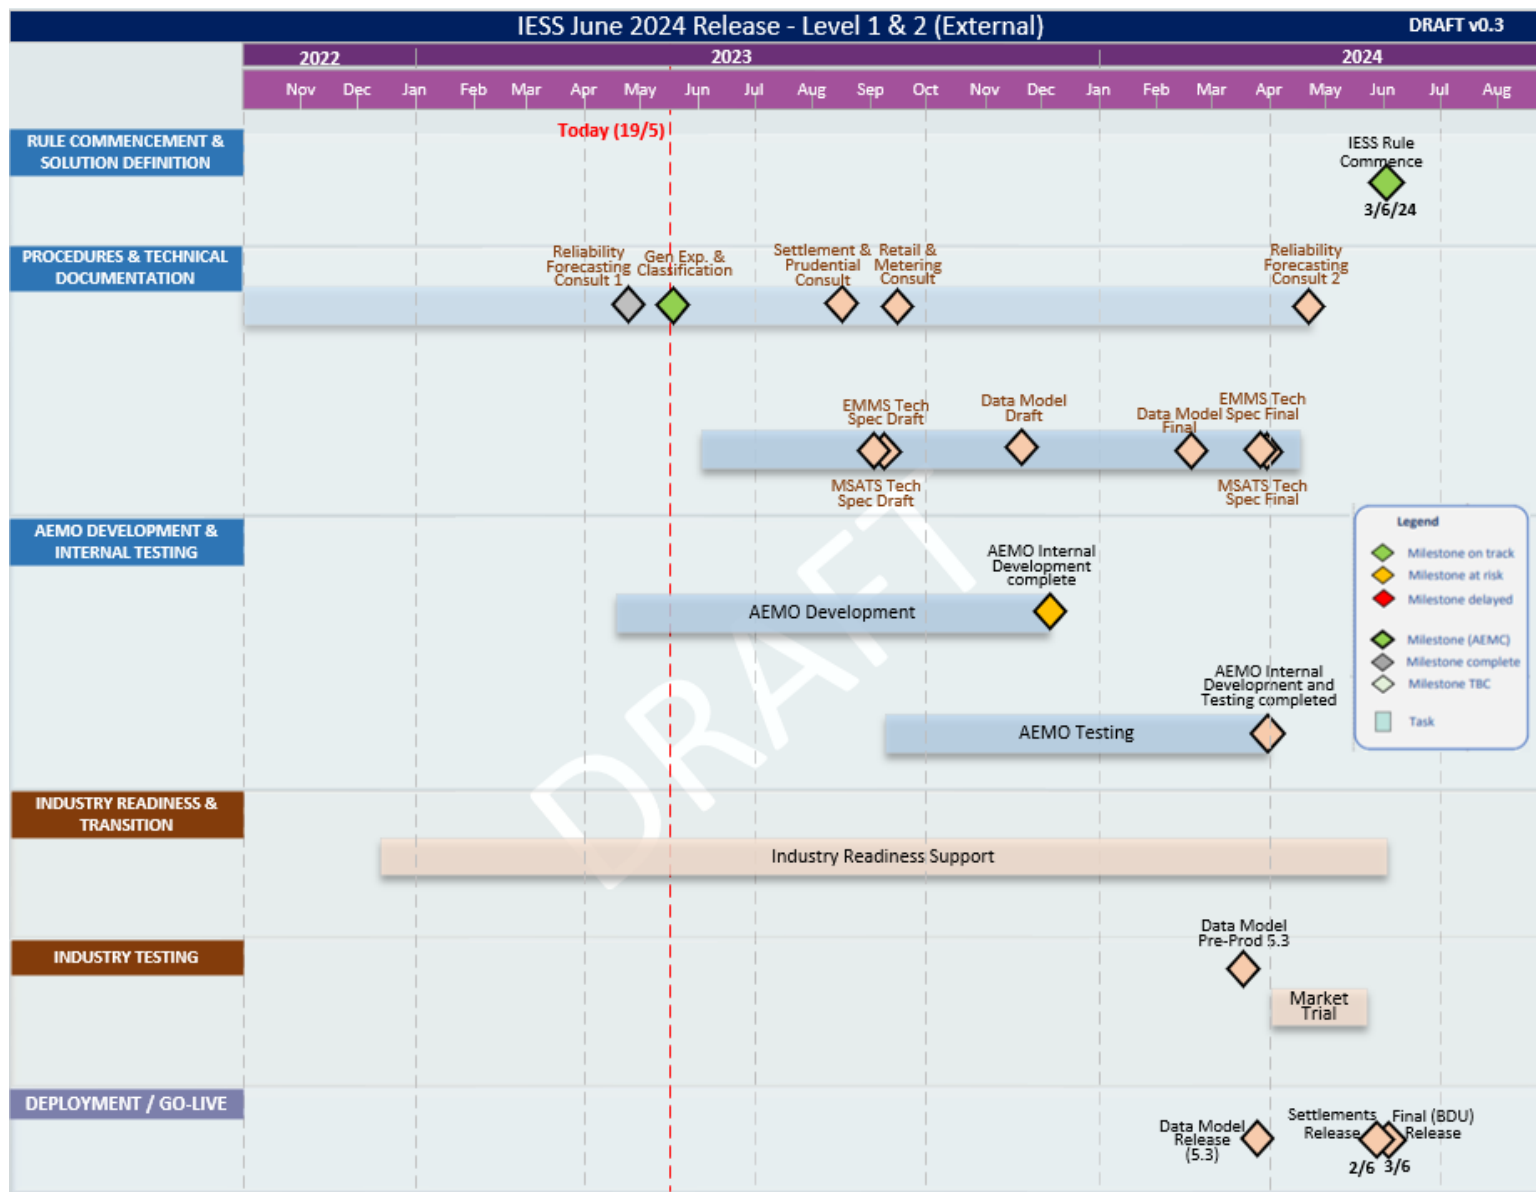 IESS June 2024 Release - Level 1 & 2 (External)
DRAFT v0.3
2022
2023
2024
Nov Dec Jan Feb Mar Apr May Jun Jul Aug Sep Oct Nov Dec Jan Feb Mar Apr May Jun Jul Aug
Today (19/5)
RULE COMMENCEMENT &
SOLUTION DEFINITION
IESS Rule
Commence
3/6/24
PROCEDURES & TECHNICAL
DOCUMENTATION
Reliability
Forecasting
Consult 1
Gen Exp. &
Classification
Settlement &
Prudential
Consult
Retail &
Metering
Consult
Reliability
Forecasting
Consult 2
EMMS Tech
Spec Draft
Data Model
Draft
Data Model
Final
EMMS Tech
Spec Final
MSATS Tech
Spec Draft
MSATS Tech
Spec Final
AEMO DEVELOPMENT &
INTERNAL TESTING
AEMO Internal
Development
complete
AEMO Development
AEMO Internal
Development and
Testing completed
AEMO Testing
Legend
Milestone on track
Milestone at risk
Milestone delayed
Milestone (AEMC)
Milestone complete
Milestone TBC
Task
DRAFT
INDUSTRY READINESS &
TRANSITION
Industry Readiness Support
INDUSTRY TESTING
Data Model
Pre-Prod 5.3
Market
Trial
DEPLOYMENT / GO-LIVE
Data Model
Release
(5.3)
Settlements
Release
2/6
Final (BDU)
Release
3/6